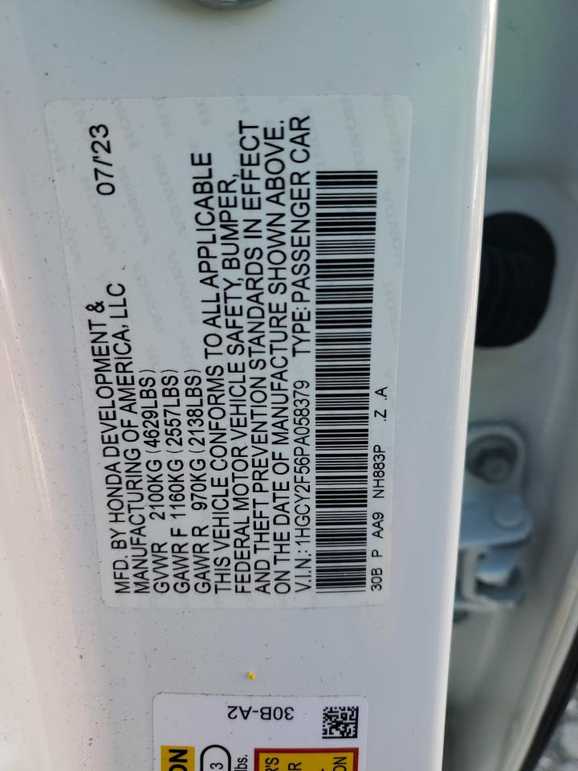 MFD. BY HONDA DEVELOPMENT & 07/'23
MANUFACTURING OF AMERICA, LLC
GVWR 2100KG (4629LBS)
GAWR F 1160KG (2557LBS)
GAWR R 970KG (2138LBS)
THIS VEHICLE CONFORMS TO ALL APPLICABLE
FEDERAL MOTOR VEHICLE SAFETY, BUMPER,
AND THEFT PREVENTION STANDARDS IN EFFECT
ON THE DATE OF MANUFACTURE SHOWN ABOVE.
V.I.N.:1HGCY2F56PA058379 TYPE:PASSENGER CAR
30B P AA9 NH883P .Z .A
30B-A2
3
lbs.